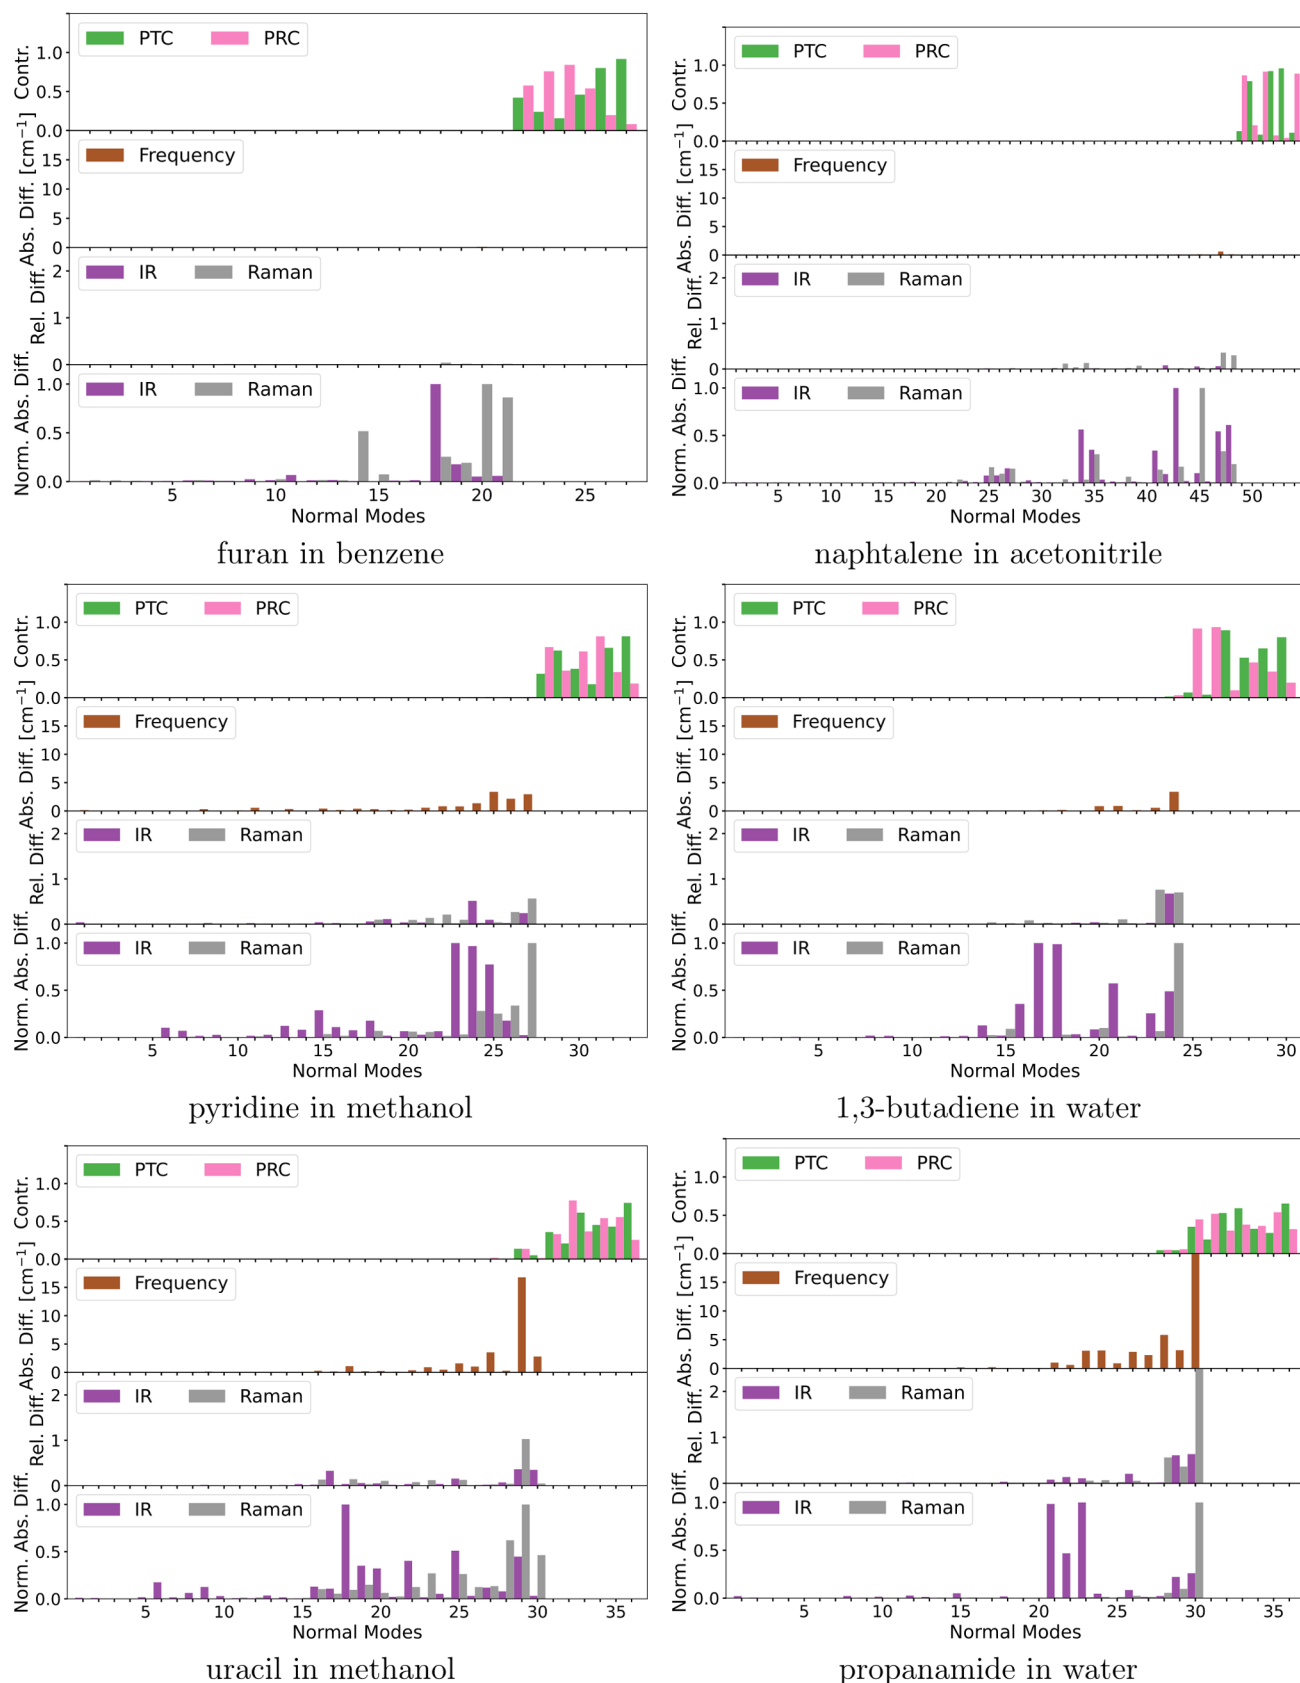 PTC PRC
Contr.
1.0
0.5
0.0
Frequency
Abs. Diff. [cm⁻¹]
15
10
5
0
IR Raman
Rel. Diff.
2
1
0
IR Raman
Norm. Abs. Diff.
1.0
0.5
0.0
5 10 15 20 25
Normal Modes
furan in benzene
PTC PRC
Contr.
1.0
0.5
0.0
Frequency
Abs. Diff. [cm⁻¹]
15
10
5
0
IR Raman
Rel. Diff.
2
1
0
IR Raman
Norm. Abs. Diff.
1.0
0.5
0.0
5 10 15 20 25 30 35 40 45 50
Normal Modes
naphtalene in acetonitrile
PTC PRC
Contr.
1.0
0.5
0.0
Frequency
Abs. Diff. [cm⁻¹]
15
10
5
0
IR Raman
Rel. Diff.
2
1
0
IR Raman
Norm. Abs. Diff.
1.0
0.5
0.0
5 10 15 20 25 30
Normal Modes
pyridine in methanol
PTC PRC
Contr.
1.0
0.5
0.0
Frequency
Abs. Diff. [cm⁻¹]
15
10
5
0
IR Raman
Rel. Diff.
2
1
0
IR Raman
Norm. Abs. Diff.
1.0
0.5
0.0
5 10 15 20 25 30
Normal Modes
1,3-butadiene in water
PTC PRC
Contr.
1.0
0.5
0.0
Frequency
Abs. Diff. [cm⁻¹]
15
10
5
0
IR Raman
Rel. Diff.
2
1
0
IR Raman
Norm. Abs. Diff.
1.0
0.5
0.0
5 10 15 20 25 30 35
Normal Modes
uracil in methanol
PTC PRC
Contr.
1.0
0.5
0.0
Frequency
Abs. Diff. [cm⁻¹]
15
10
5
0
IR Raman
Rel. Diff.
2
1
0
IR Raman
Norm. Abs. Diff.
1.0
0.5
0.0
5 10 15 20 25 30 35
Normal Modes
propanamide in water